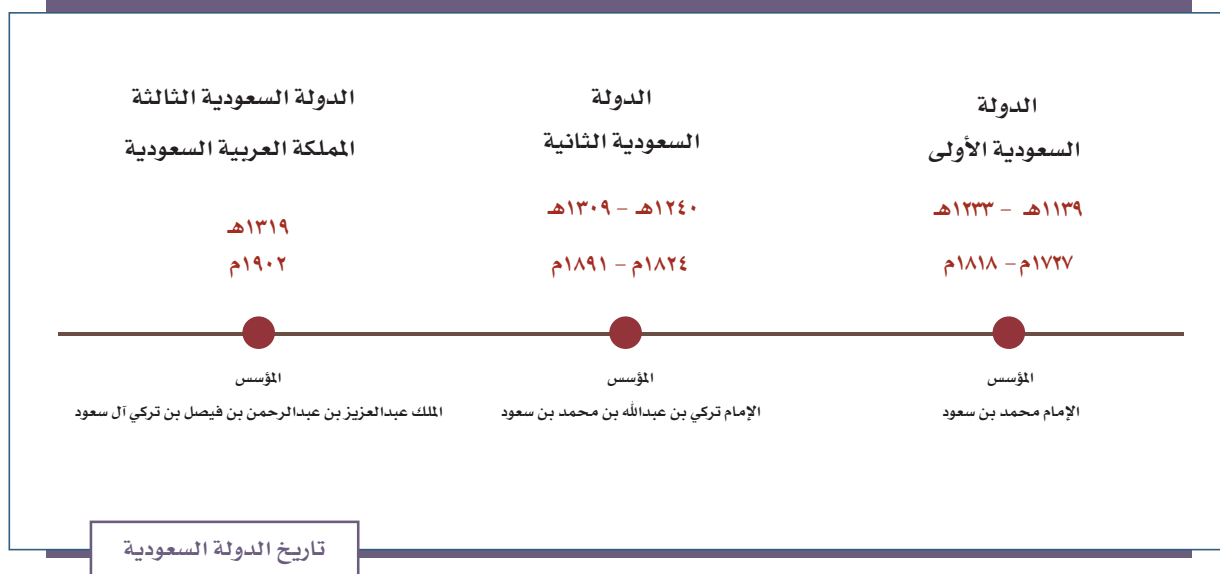 الدولة
السعودية الأولى
١١٣٩هـ – ١٢٣٣هـ
١٧٢٧م – ١٨١٨م
المؤسس
الإمام محمد بن سعود
الدولة
السعودية الثانية
١٢٤٠هـ – ١٣٠٩هـ
١٨٢٤م – ١٨٩١م
المؤسس
الإمام تركي بن عبدالله بن محمد بن سعود
الدولة السعودية الثالثة
المملكة العربية السعودية
١٣١٩هـ
١٩٠٢م
المؤسس
الملك عبدالعزيز بن عبدالرحمن بن فيصل بن تركي آل سعود
تاريخ الدولة السعودية